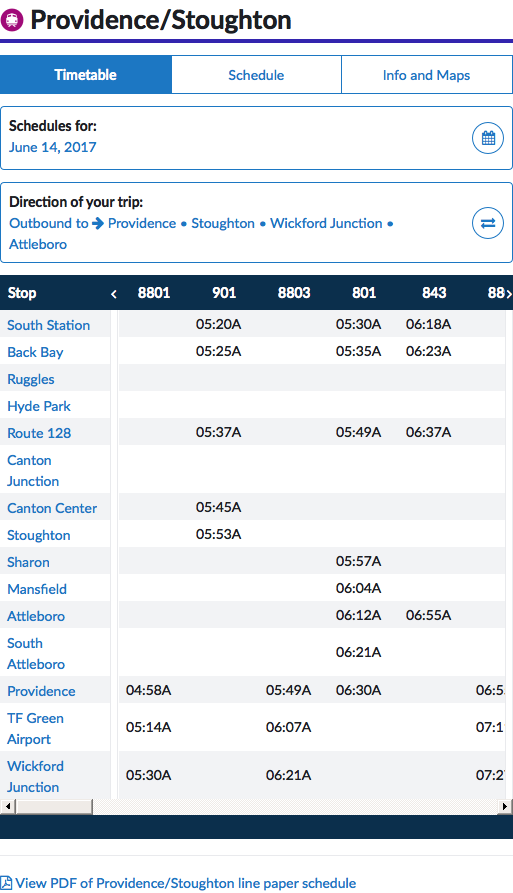 Providence/Stoughton
Timetable Schedule Info and Maps
Schedules for:
June 14, 2017
Direction of your trip:
Outbound to → Providence • Stoughton • Wickford Junction •
Attleboro
Stop < 8801 901 8803 801 843 88 >
South Station 05:20A 05:30A 06:18A
Back Bay 05:25A 05:35A 06:23A
Ruggles
Hyde Park
Route 128 05:37A 05:49A 06:37A
Canton
Junction
Canton Center 05:45A
Stoughton 05:53A
Sharon 05:57A
Mansfield 06:04A
Attleboro 06:12A 06:55A
South
Attleboro 06:21A
Providence 04:58A 05:49A 06:30A 06:5
TF Green
Airport 05:14A 06:07A 07:1
Wickford
Junction 05:30A 06:21A 07:2
View PDF of Providence/Stoughton line paper schedule